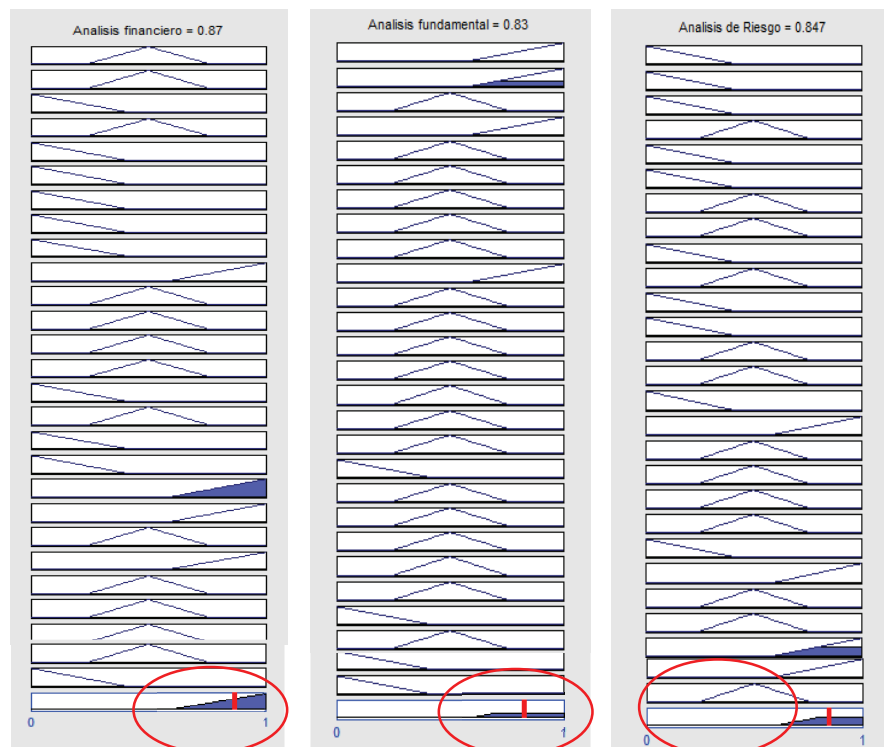 Analisis financiero = 0.87
Analisis fundamental = 0.83
Analisis de Riesgo = 0.847
0 1
0 1
0 1